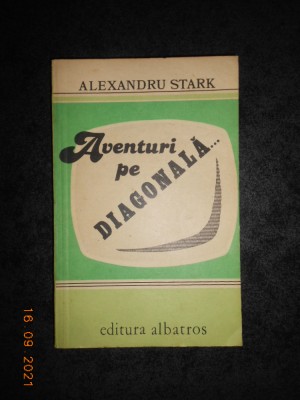 ALEXANDRU STARK
Aventuri
pe
DIAGONALĂ...
editura albatros
16 09 2021